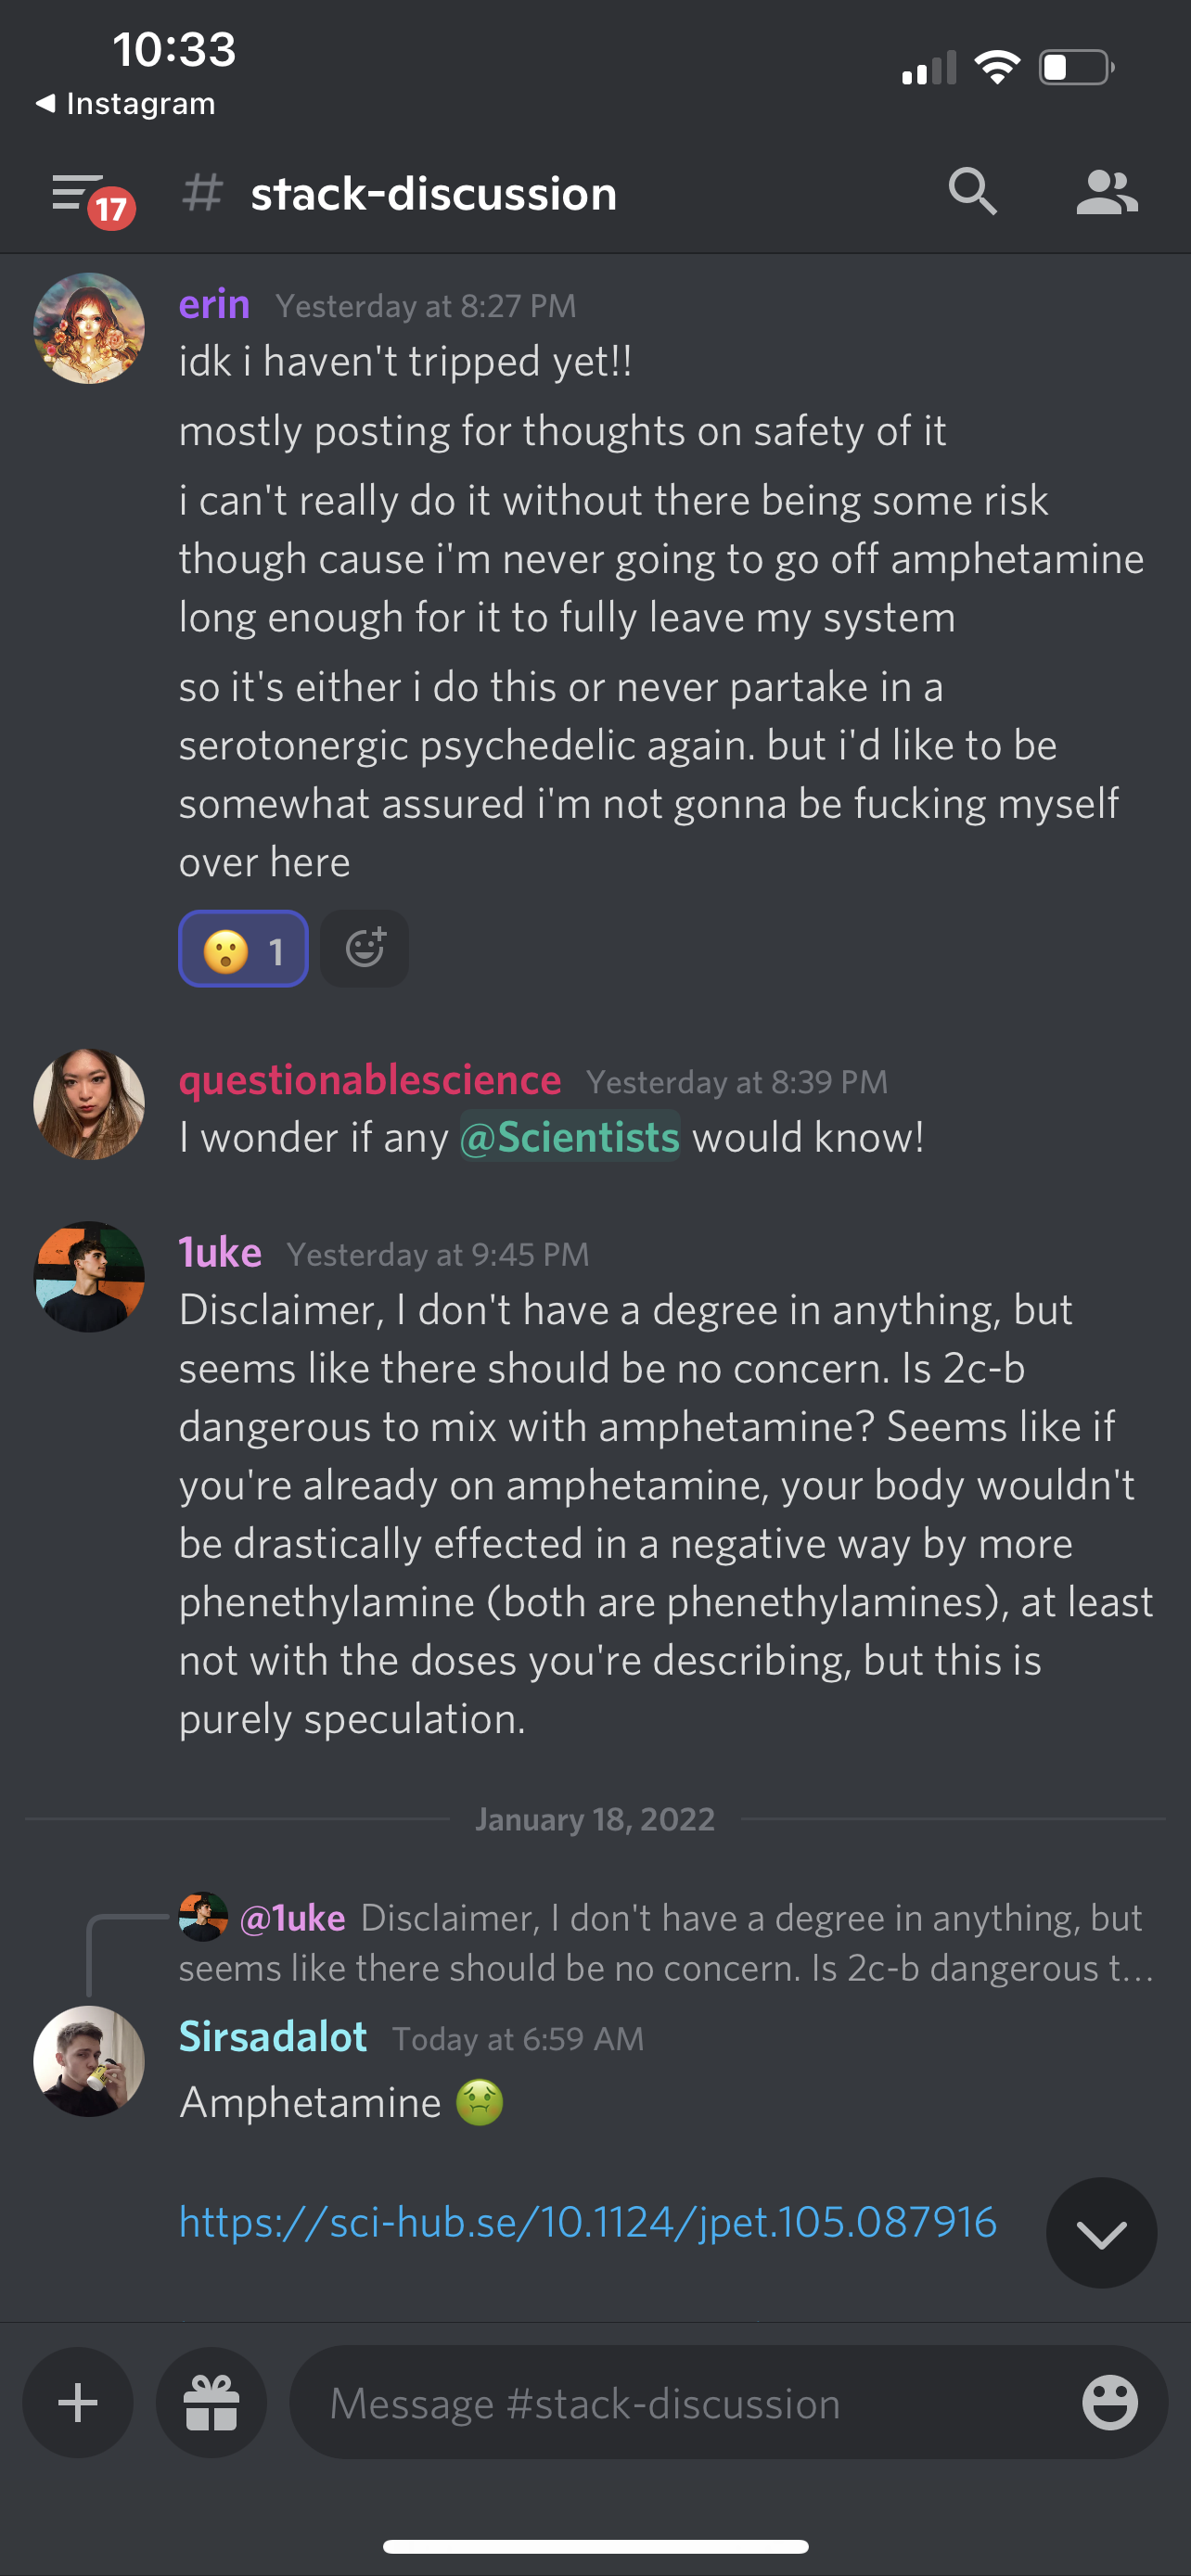 10:33
◀ Instagram
17
# stack-discussion
erin Yesterday at 8:27 PM
idk i haven't tripped yet!!
mostly posting for thoughts on safety of it
i can't really do it without there being some risk
though cause i'm never going to go off amphetamine
long enough for it to fully leave my system
so it's either i do this or never partake in a
serotonergic psychedelic again. but i'd like to be
somewhat assured i'm not gonna be fucking myself
over here
😮 1
questionablescience Yesterday at 8:39 PM
I wonder if any @Scientists would know!
1uke Yesterday at 9:45 PM
Disclaimer, I don't have a degree in anything, but
seems like there should be no concern. Is 2c-b
dangerous to mix with amphetamine? Seems like if
you're already on amphetamine, your body wouldn't
be drastically effected in a negative way by more
phenethylamine (both are phenethylamines), at least
not with the doses you're describing, but this is
purely speculation.
January 18, 2022
@1uke Disclaimer, I don't have a degree in anything, but
seems like there should be no concern. Is 2c-b dangerous t...
Sirsadalot Today at 6:59 AM
Amphetamine 🤢
https://sci-hub.se/10.1124/jpet.105.087916
Message #stack-discussion